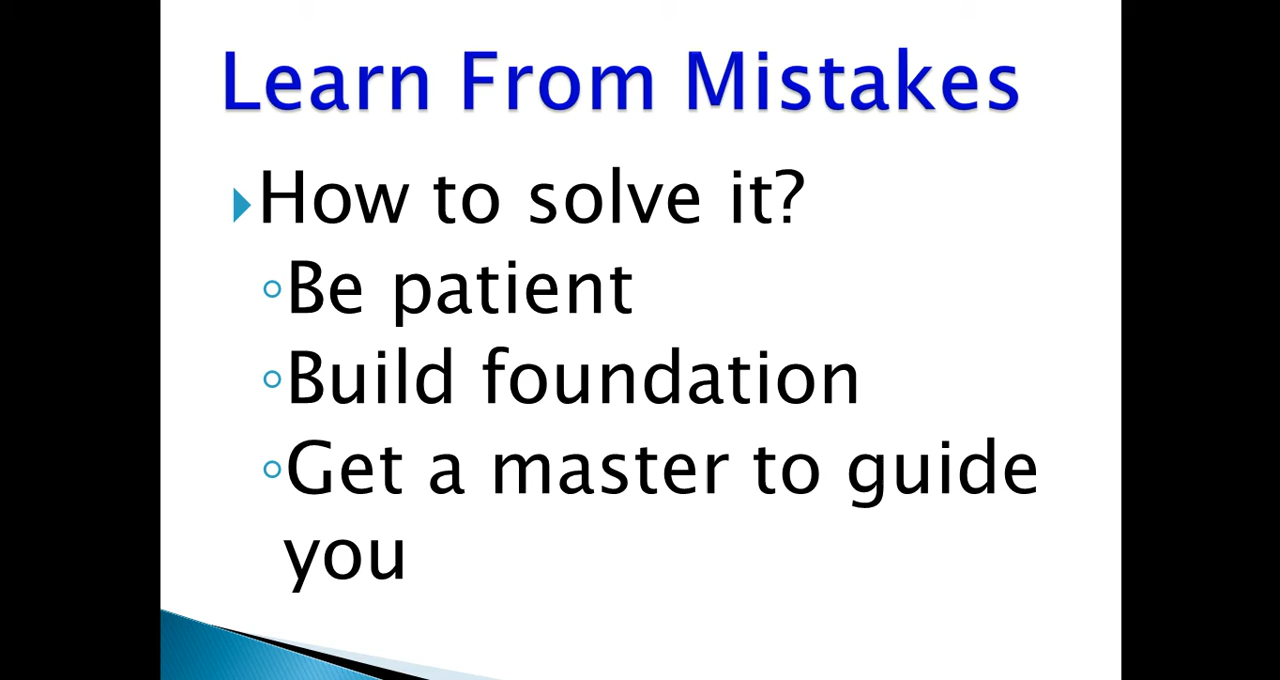 Learn From Mistakes
How to solve it?
Be patient
Build foundation
Get a master to guide
you